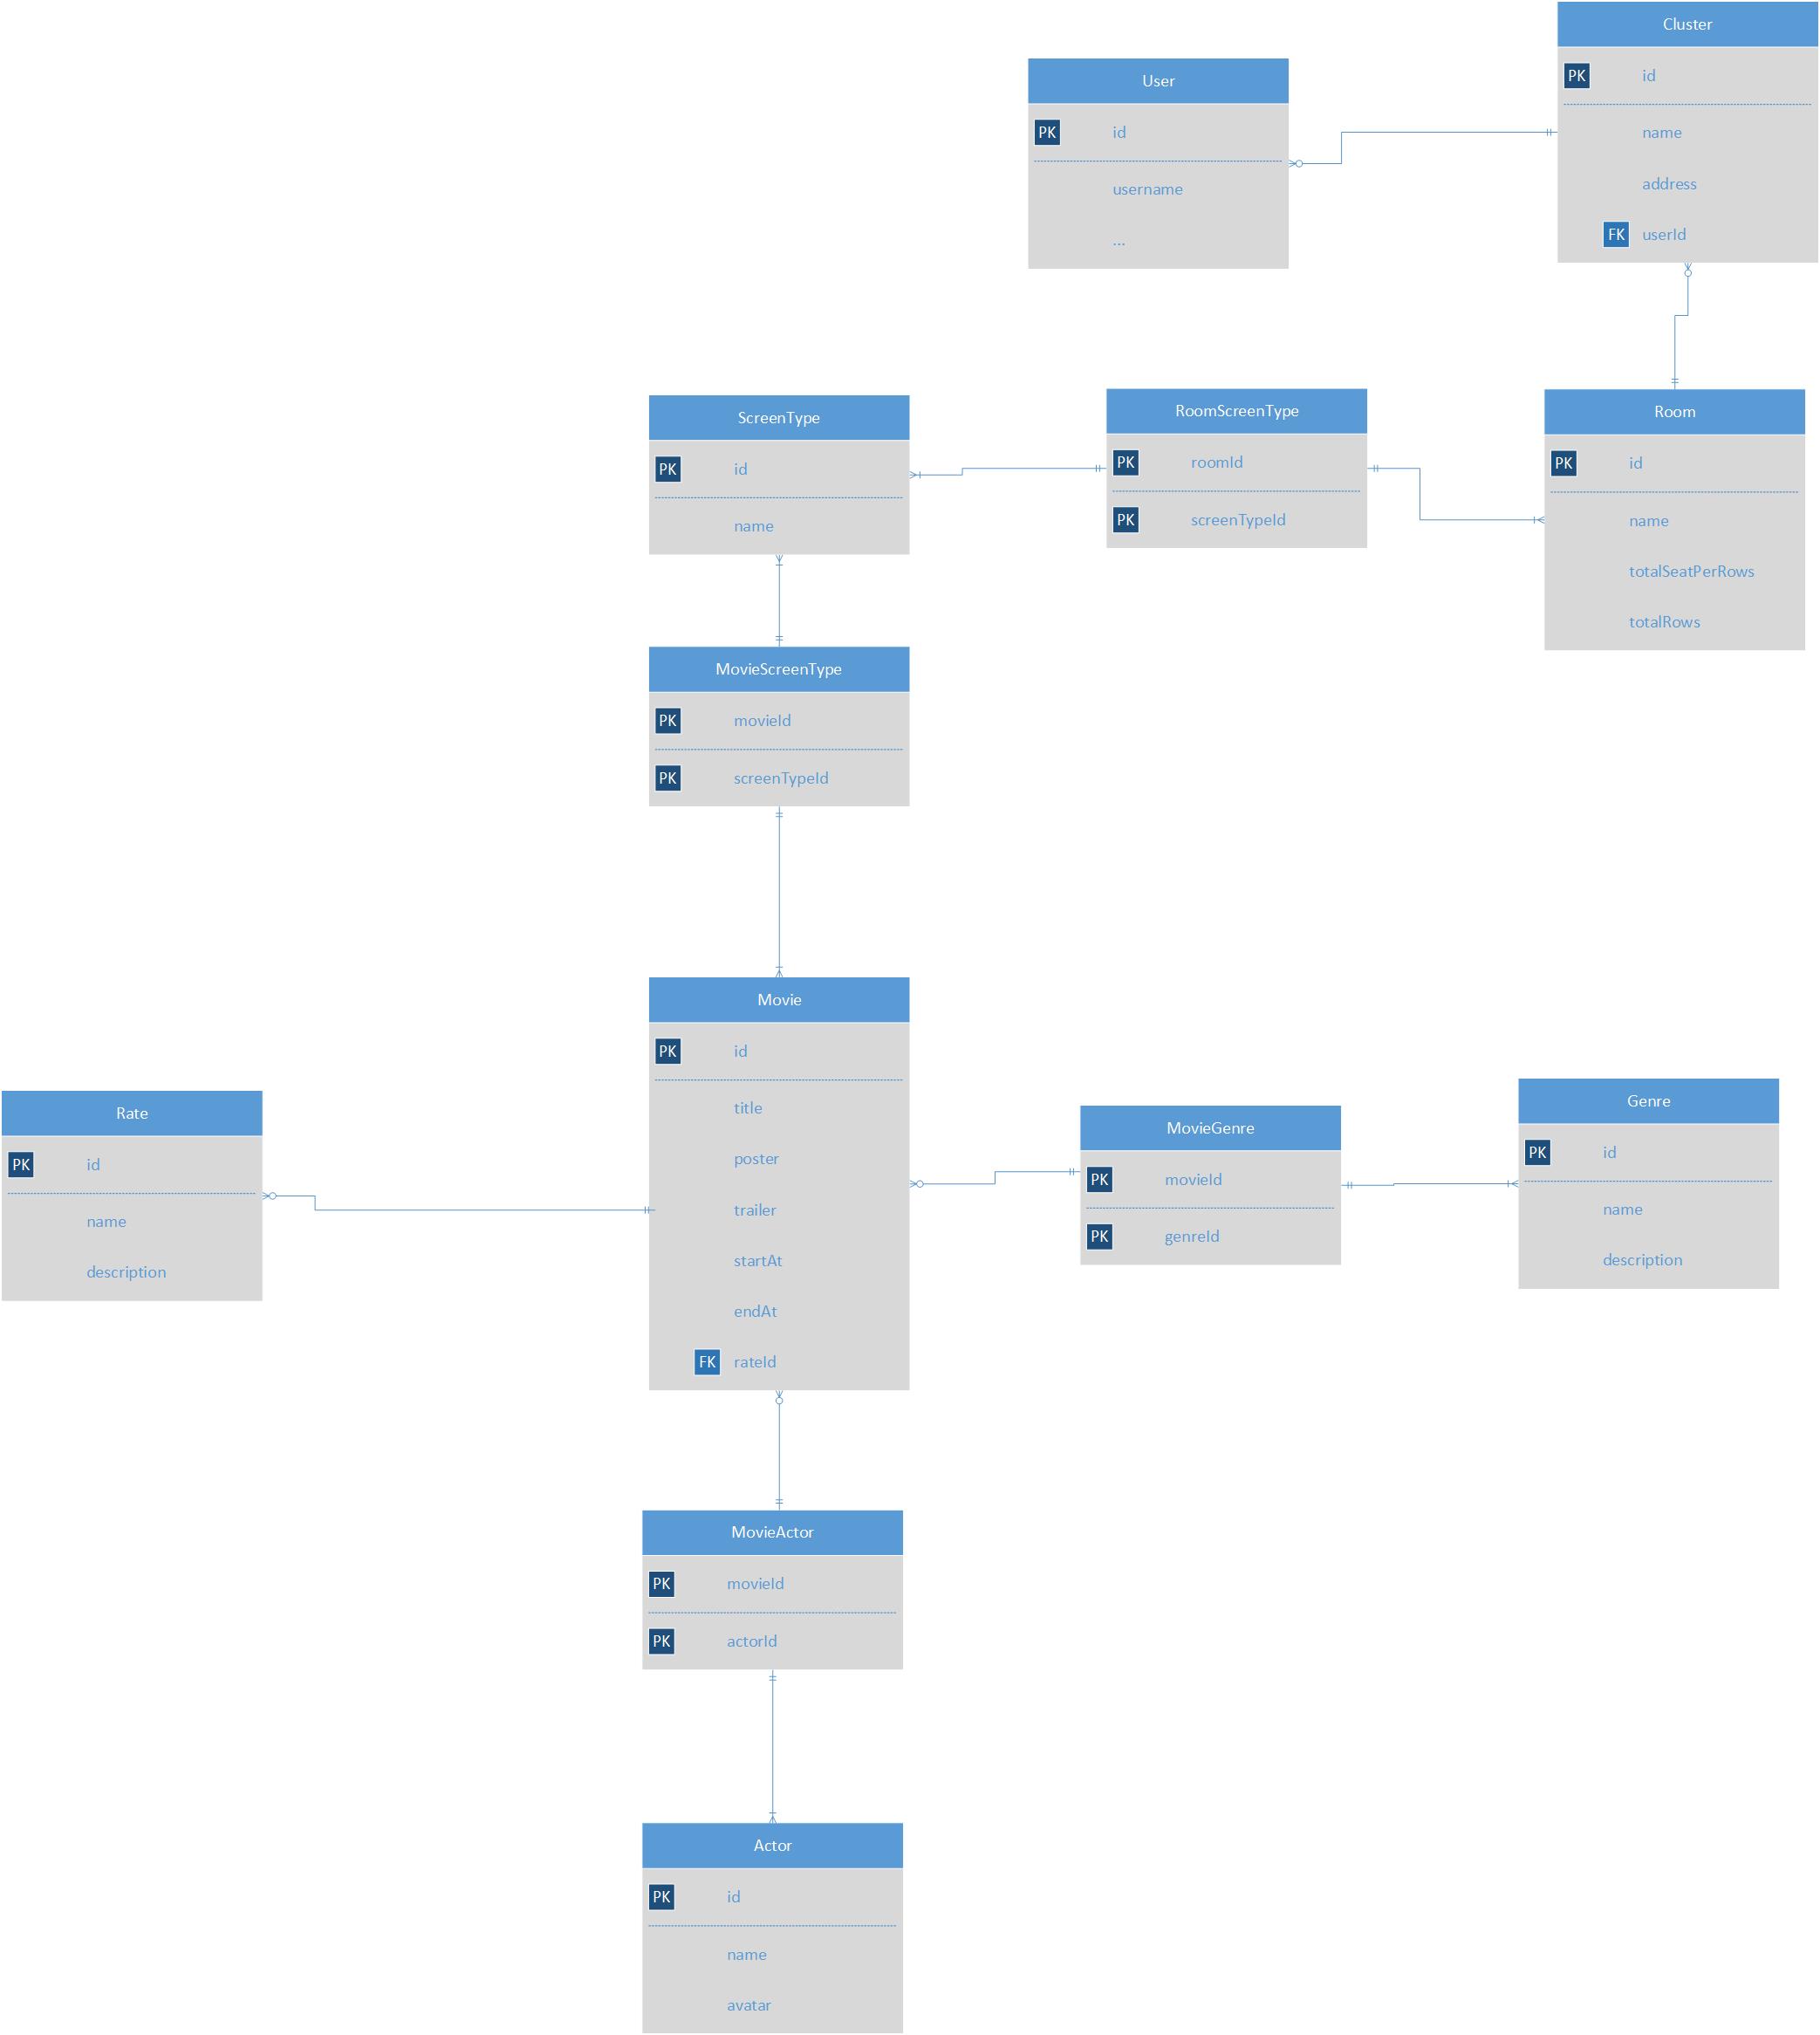 Cluster
PK id
name
address
FK userId
User
PK id
username
...
ScreenType
PK id
name
RoomScreenType
PK roomId
PK screenTypeId
Room
PK id
name
totalSeatPerRows
totalRows
MovieScreenType
PK movieId
PK screenTypeId
Movie
PK id
title
poster
trailer
startAt
endAt
FK rateId
Rate
PK id
name
description
MovieGenre
PK movieId
PK genreId
Genre
PK id
name
description
MovieActor
PK movieId
PK actorId
Actor
PK id
name
avatar